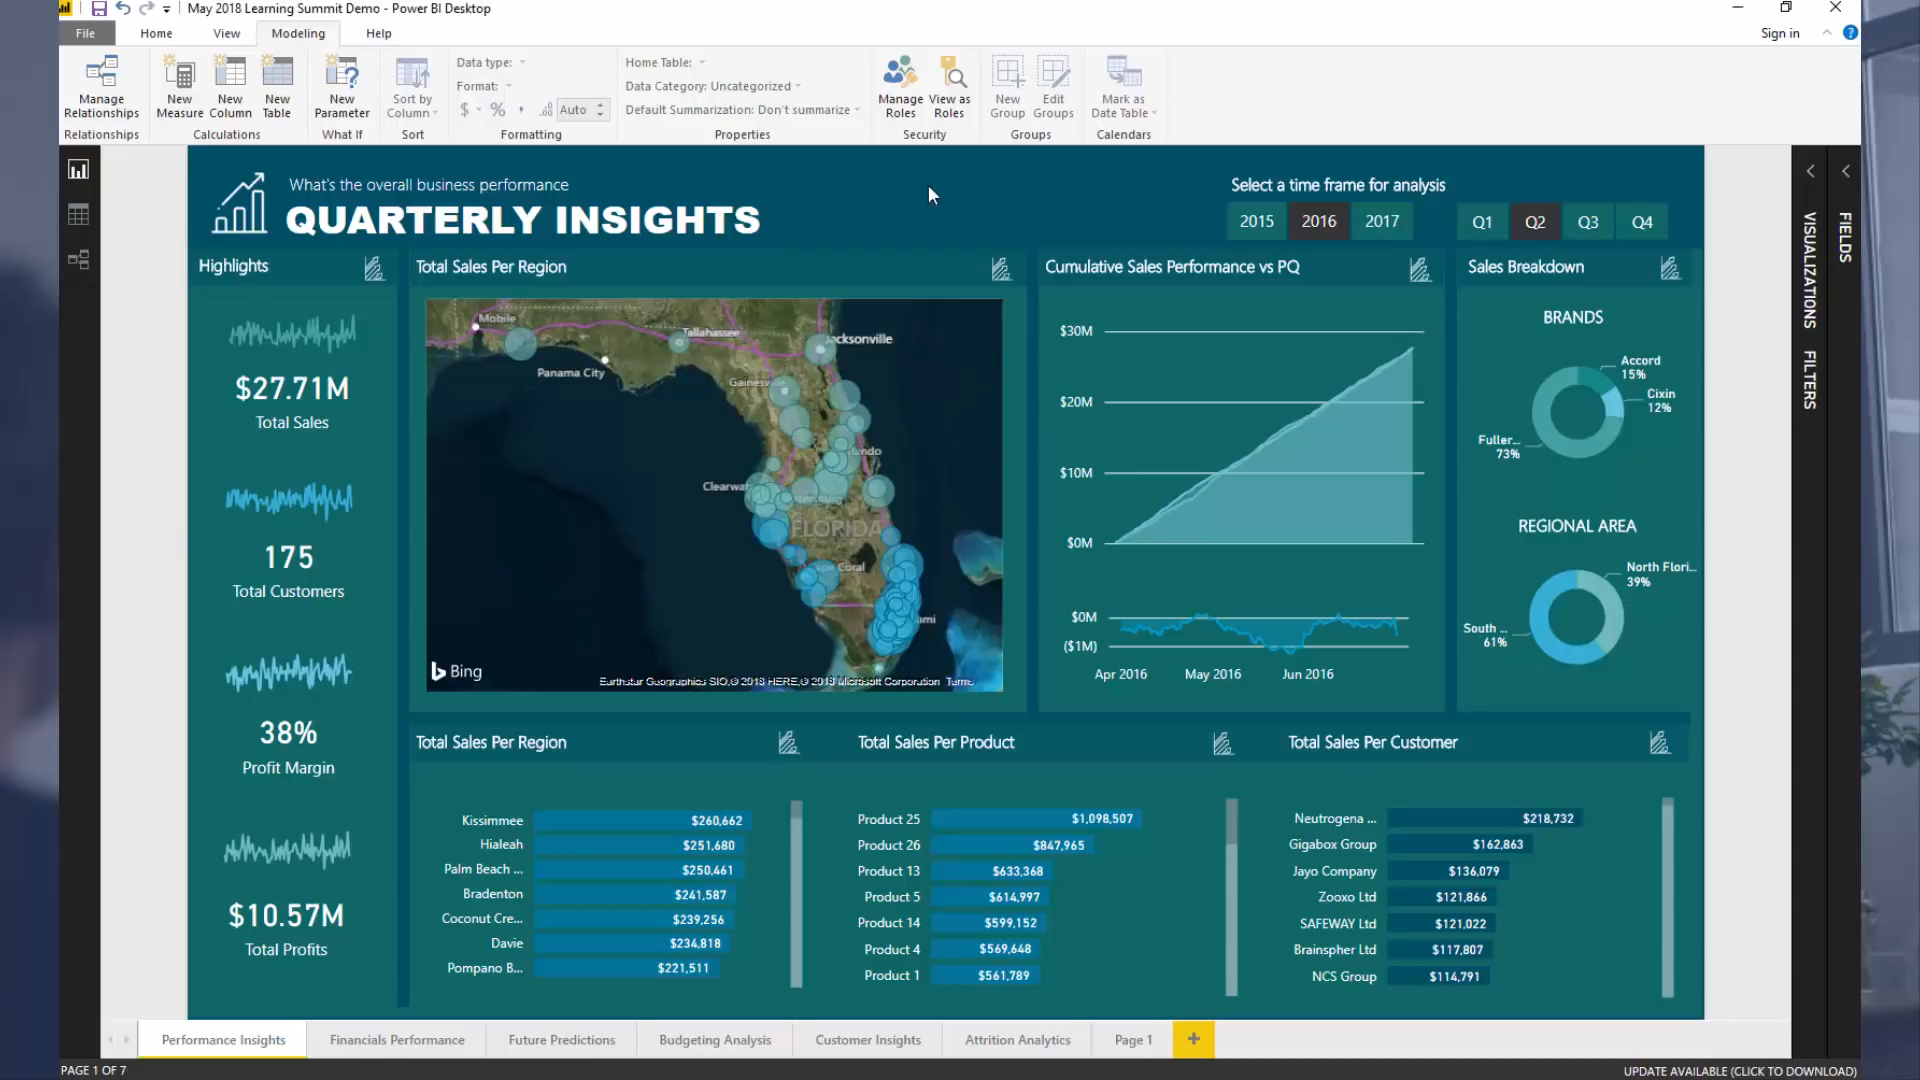 May 2018 Learning Summit Demo - Power BI Desktop
File
Home
View
Modeling
Help
Sign in
Manage
Relationships
Relationships
New
Measure
New
Column
New
Table
Calculations
New
Parameter
What If
Sort by
Column
Sort
Data type:
Format:
$ % , .00 Auto
Formatting
Home Table:
Data Category: Uncategorized
Default Summarization: Don't summarize
Properties
Manage
Roles
View as
Roles
Security
New
Group
Edit
Groups
Groups
Mark as
Date Table
Calendars
What's the overall business performance
QUARTERLY INSIGHTS
Select a time frame for analysis
2015 2016 2017 Q1 Q2 Q3 Q4
Highlights
$27.71M
Total Sales
175
Total Customers
38%
Profit Margin
$10.57M
Total Profits
Total Sales Per Region
Mobile
Tallahassee
Jacksonville
Panama City
Gainesville
Clearwat
FLORIDA
Bing
Earthstar Geographics SIO,© 2018 HERE,© 2018 Microsoft Corporation Terms
Cumulative Sales Performance vs PQ
$30M
$20M
$10M
$0M
$0M
($1M)
Apr 2016 May 2016 Jun 2016
Sales Breakdown
BRANDS
Accord
15%
Cixin
12%
Fuller...
73%
REGIONAL AREA
North Flori...
39%
South ...
61%
Total Sales Per Region
Kissimmee $260,662
Hialeah $251,680
Palm Beach ... $250,461
Bradenton $241,587
Coconut Cre... $239,256
Davie $234,818
Pompano B... $221,511
Total Sales Per Product
Product 25 $1,098,507
Product 26 $847,965
Product 13 $633,368
Product 5 $614,997
Product 14 $599,152
Product 4 $569,648
Product 1 $561,789
Total Sales Per Customer
Neutrogena ... $218,732
Gigabox Group $162,863
Jayo Company $136,079
Zooxo Ltd $121,866
SAFEWAY Ltd $121,022
Brainspher Ltd $117,807
NCS Group $114,791
VISUALIZATIONS
FILTERS
FIELDS
Performance Insights
Financials Performance
Future Predictions
Budgeting Analysis
Customer Insights
Attrition Analytics
Page 1
+
PAGE 1 OF 7
UPDATE AVAILABLE (CLICK TO DOWNLOAD)